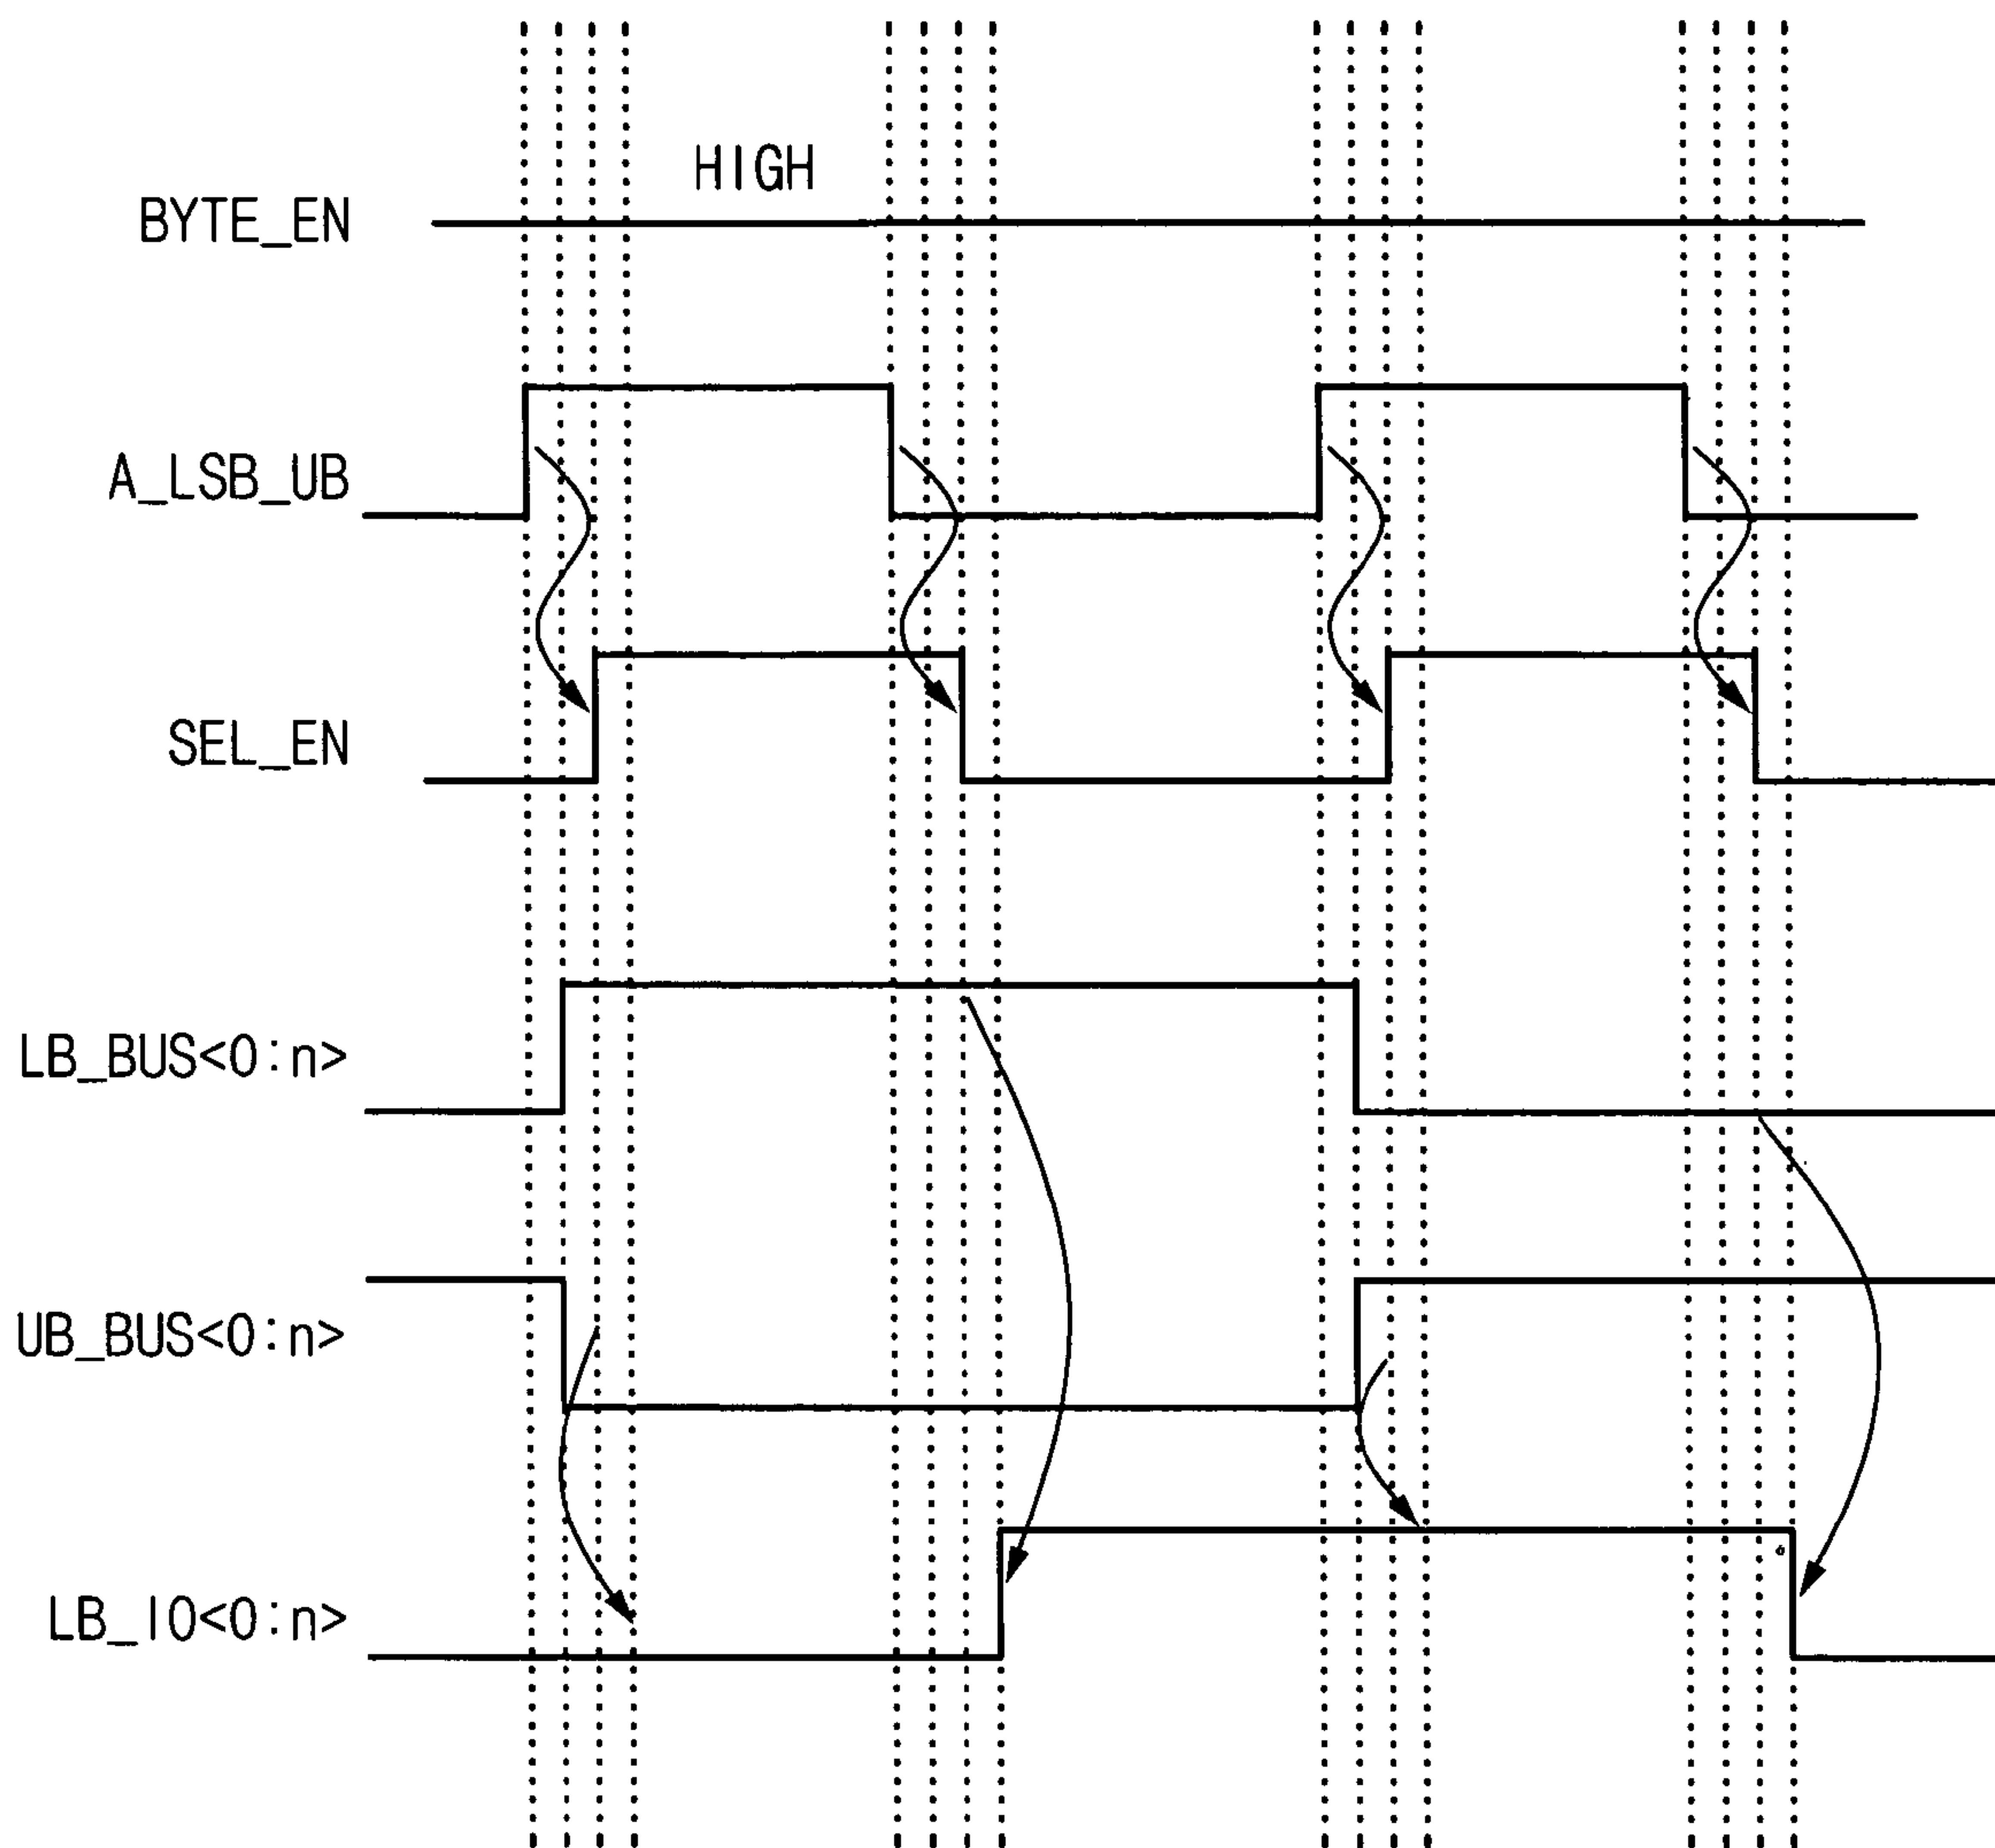 HIGH
BYTE_EN
A_LSB_UB
SEL_EN
LB_BUS<0:n>
UB_BUS<0:n>
LB_IO<0:n>